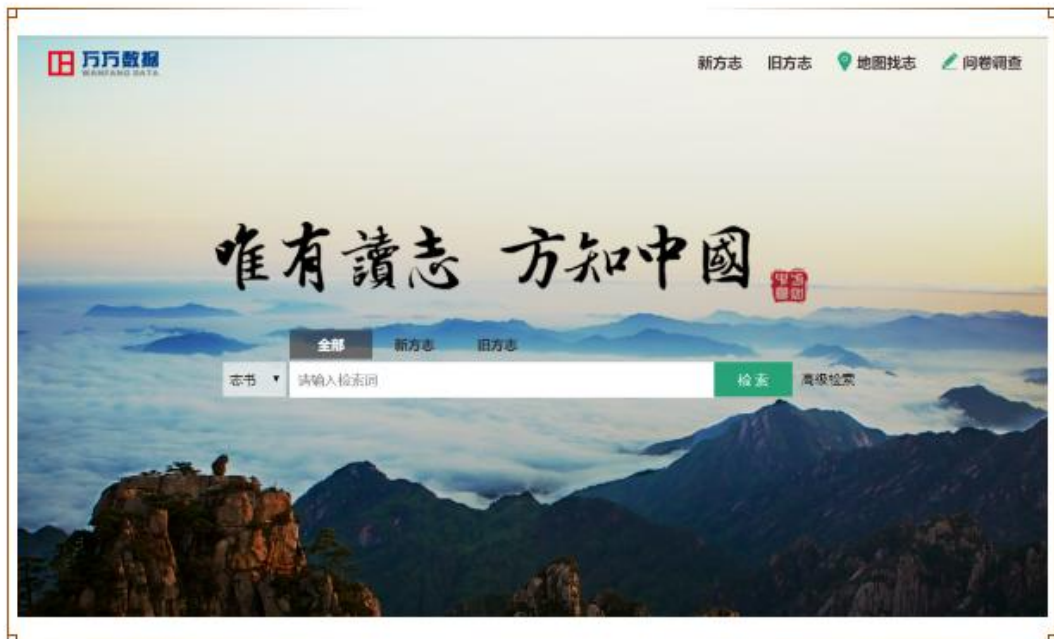 万方数据
WANFANG DATA
新方志 旧方志 地图找志 问卷调查
唯有讀志 方知中國
全部 新方志 旧方志
志书 请输入检索词 检索 高级检索